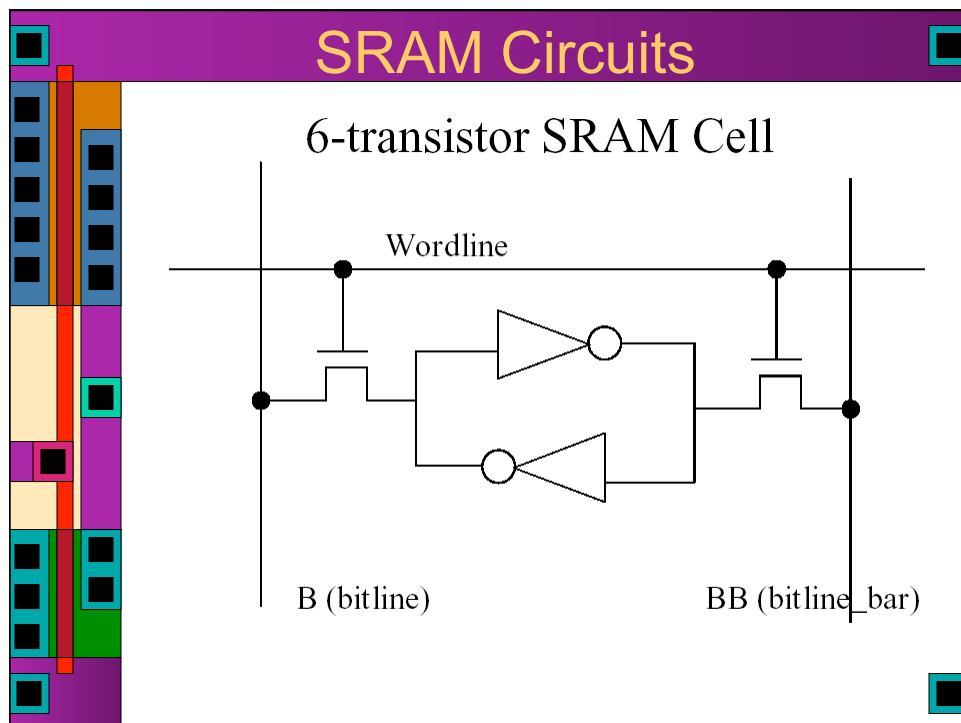 SRAM Circuits
6-transistor SRAM Cell
Wordline
B (bitline)
BB (bitline_bar)